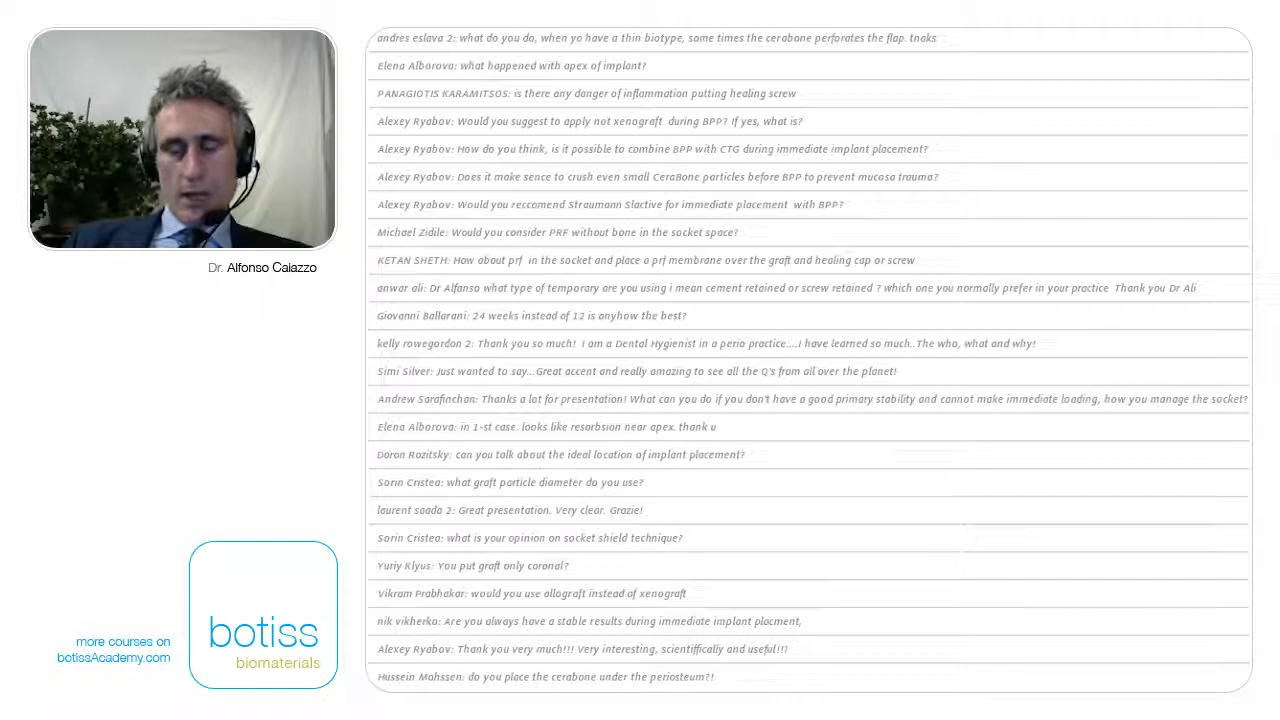 andres eslava 2: what do you do, when yo have a thin biotype, some times the cerabone perforates the flap. tnaks
Elena Alborova: what happened with apex of implant?
PANAGIOTIS KARAMITSOS: is there any danger of inflammation putting healing screw
Alexey Ryabov: Would you suggest to apply not xenograft during BPP? If yes, what is?
Alexey Ryabov: How do you think, is it possible to combine BPP with CTG during immediate implant placement?
Alexey Ryabov: Does it make sence to crush even small CeraBone particles before BPP to prevent mucosa trauma?
Alexey Ryabov: Would you reccomend Straumann Slactive for immediate placement with BPP?
Michael Zidile: Would you consider PRF without bone in the socket space?
KETAN SHETH: How about prf in the socket and place a prf membrane over the graft and healing cap or screw
anwar ali: Dr Alfanso what type of temporary are you using i mean cement retained or screw retained ? which one you normally prefer in your practice Thank you Dr Ali
Giovanni Ballarani: 24 weeks instead of 12 is anyhow the best?
kelly rowegordon 2: Thank you so much! I am a Dental Hygienist in a perio practice....I have learned so much..The who, what and why!
Simi Silver: Just wanted to say...Great accent and really amazing to see all the Q's from all over the planet!
Andrew Sarafinchan: Thanks a lot for presentation! What can you do if you don't have a good primary stability and cannot make immediate loading, how you manage the socket?
Elena Alborova: in 1-st case. looks like resorbsion near apex. thank u
Doron Rozitsky: can you talk about the ideal location of implant placement?
Sorin Cristea: what graft particle diameter do you use?
laurent saada 2: Great presentation. Very clear. Grazie!
Sorin Cristea: what is your opinion on socket shield technique?
Yuriy Klyus: You put graft only coronal?
Vikram Prabhakar: would you use allograft instead of xenograft
nik vikherko: Are you always have a stable results during immediate implant placment,
Alexey Ryabov: Thank you very much!!! Very interesting, scientiffically and useful!!!
Hussein Mahssen: do you place the cerabone under the periosteum?!
Dr. Alfonso Caiazzo
botiss
biomaterials
more courses on
botissAcademy.com